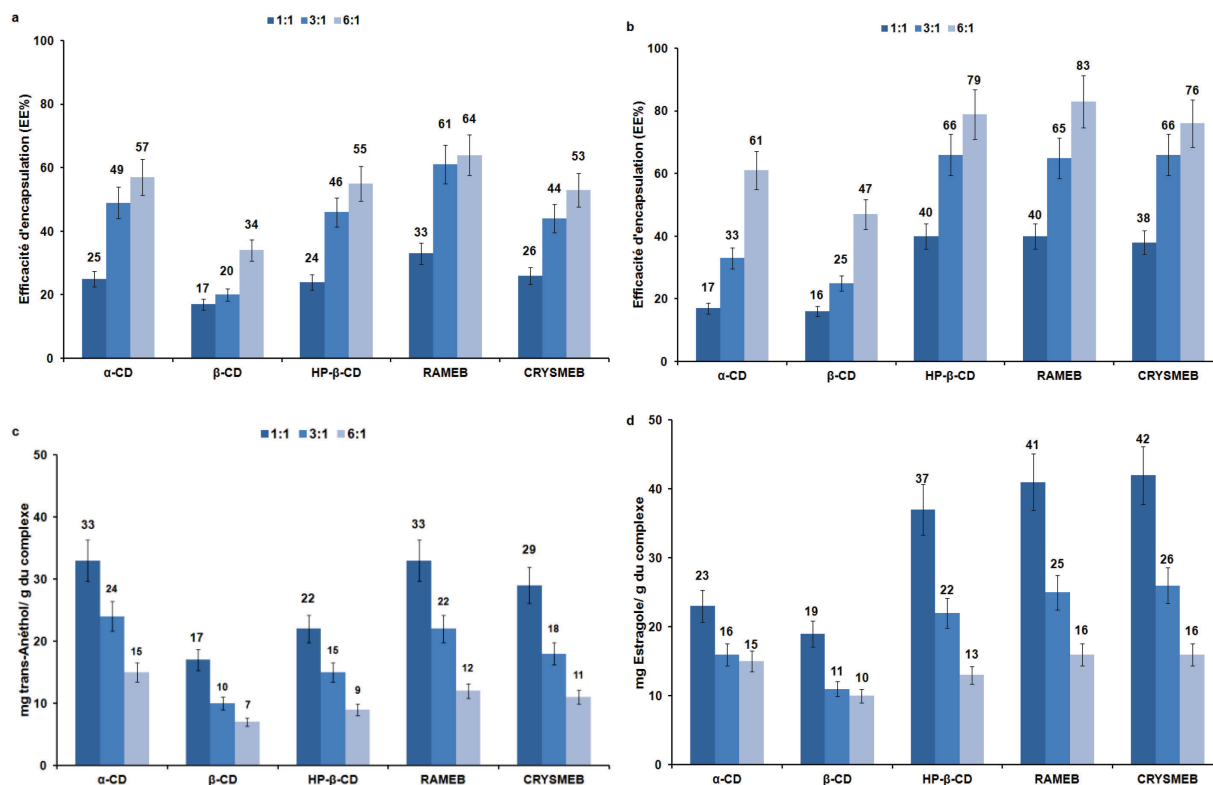 a
1:1 3:1 6:1
Efficacité d'encapsulation (EE%)
100
80
60
40
20
0
25 49 57
17 20 34
24 46 55
33 61 64
26 44 53
α-CD β-CD HP-β-CD RAMEB CRYSMEB
b
1:1 3:1 6:1
Efficacité d'encapsulation (EE%)
100
80
60
40
20
0
17 33 61
16 25 47
40 66 79
40 65 83
38 66 76
α-CD β-CD HP-β-CD RAMEB CRYSMEB
c
1:1 3:1 6:1
mg trans-Anéthol/ g du complexe
50
40
30
20
10
0
33 24 15
17 10 7
22 15 9
33 22 12
29 18 11
α-CD β-CD HP-β-CD RAMEB CRYSMEB
d
mg Estragole/ g du complexe
50
40
30
20
10
0
23 16 15
19 11 10
37 22 13
41 25 16
42 26 16
α-CD β-CD HP-β-CD RAMEB CRYSMEB